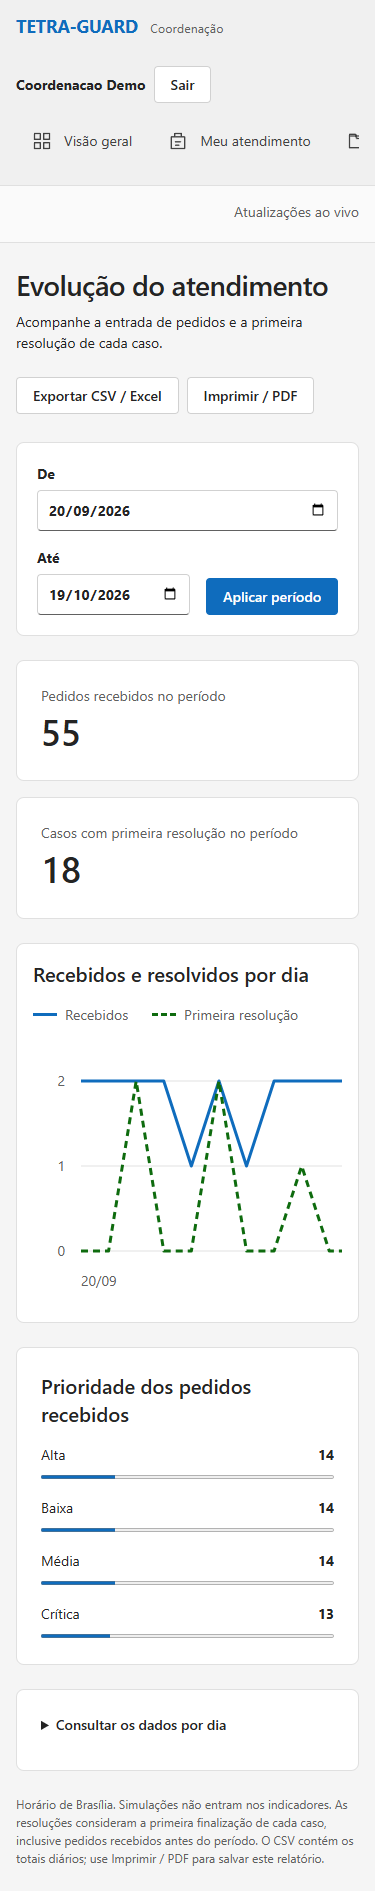 TETRA-GUARD Coordenação
Coordenacao Demo Sair
Visão geral Meu atendimento
Atualizações ao vivo
Evolução do atendimento
Acompanhe a entrada de pedidos e a primeira
resolução de cada caso.
Exportar CSV / Excel Imprimir / PDF
De
20/09/2026
Até
19/10/2026 Aplicar período
Pedidos recebidos no período
55
Casos com primeira resolução no período
18
Recebidos e resolvidos por dia
Recebidos Primeira resolução
2
1
0
20/09
Prioridade dos pedidos
recebidos
Alta 14
Baixa 14
Média 14
Crítica 13
Consultar os dados por dia
Horário de Brasília. Simulações não entram nos indicadores. As
resoluções consideram a primeira finalização de cada caso,
inclusive pedidos recebidos antes do período. O CSV contém os
totais diários; use Imprimir / PDF para salvar este relatório.